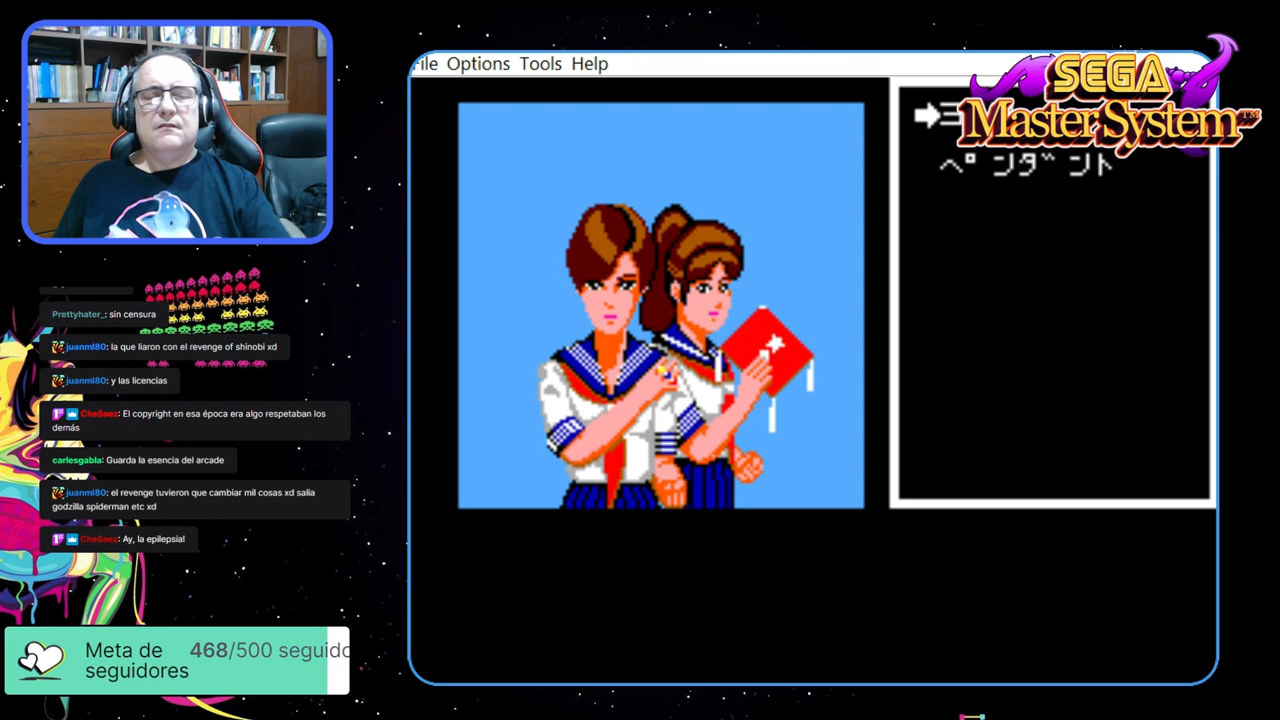 File Options Tools Help
SEGA
Master System™
ペンダント
Prettyhater_: sin censura
juanml80: la que liaron con el revenge of shinobi xd
juanml80: y las licencias
CheSaez: El copyright en esa época era algo respetaban los
demás
carlesgabla: Guarda la esencia del arcade
juanml80: el revenge tuvieron que cambiar mil cosas xd salia
godzilla spiderman etc xd
CheSaez: Ay, la epilepsia!
Meta de 468/500 seguido
seguidores